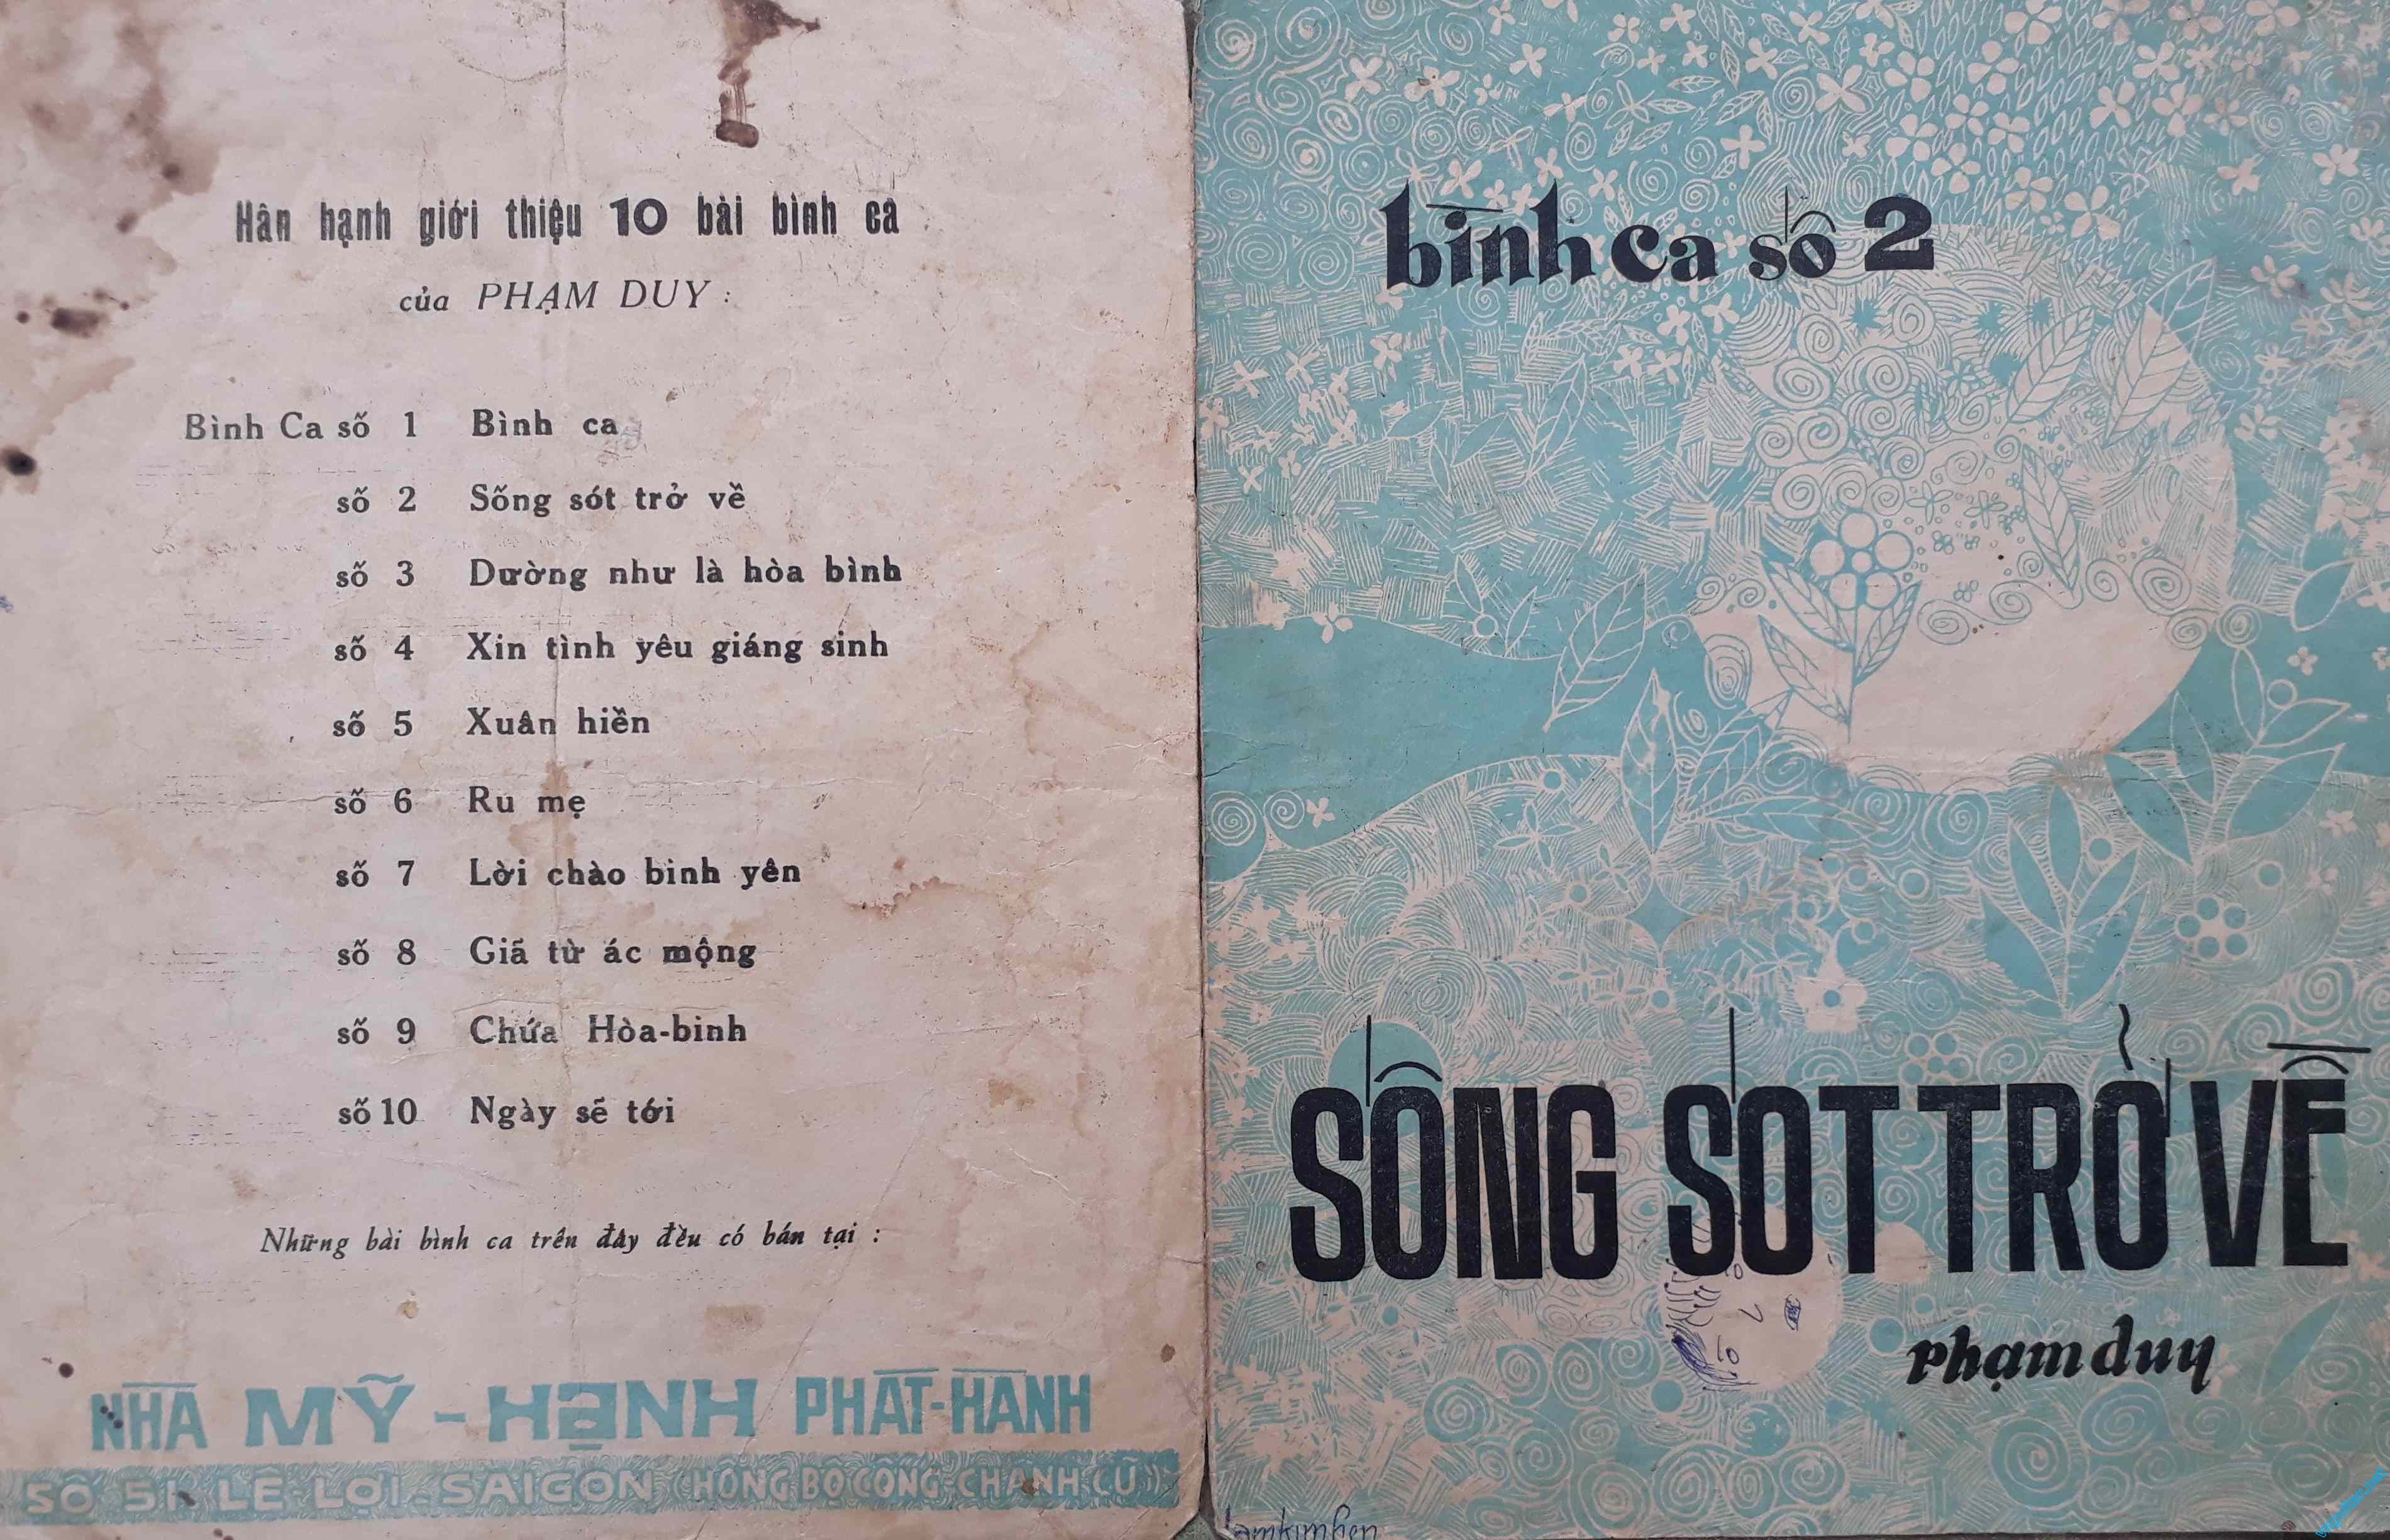 Hân hạnh giới thiệu 10 bài bình ca
của PHẠM DUY :
Bình Ca số 1 Bình ca
số 2 Sống sót trở về
số 3 Dường như là hòa bình
số 4 Xin tình yêu giáng sinh
số 5 Xuân hiền
số 6 Ru mẹ
số 7 Lời chào bình yên
số 8 Giã từ ác mộng
số 9 Chứa Hòa-bình
số 10 Ngày sẽ tới
Những bài bình ca trên đây đều có bán tại :
NHÀ MỸ-HẠNH PHÁT-HÀNH
SỐ 51 LÊ-LỢI-SAIGON (HÔNG BỘ CÔNG-CHÁNH CŨ)
bình ca số 2
SỐNG SÓT TRỞ VỀ
phạm duy